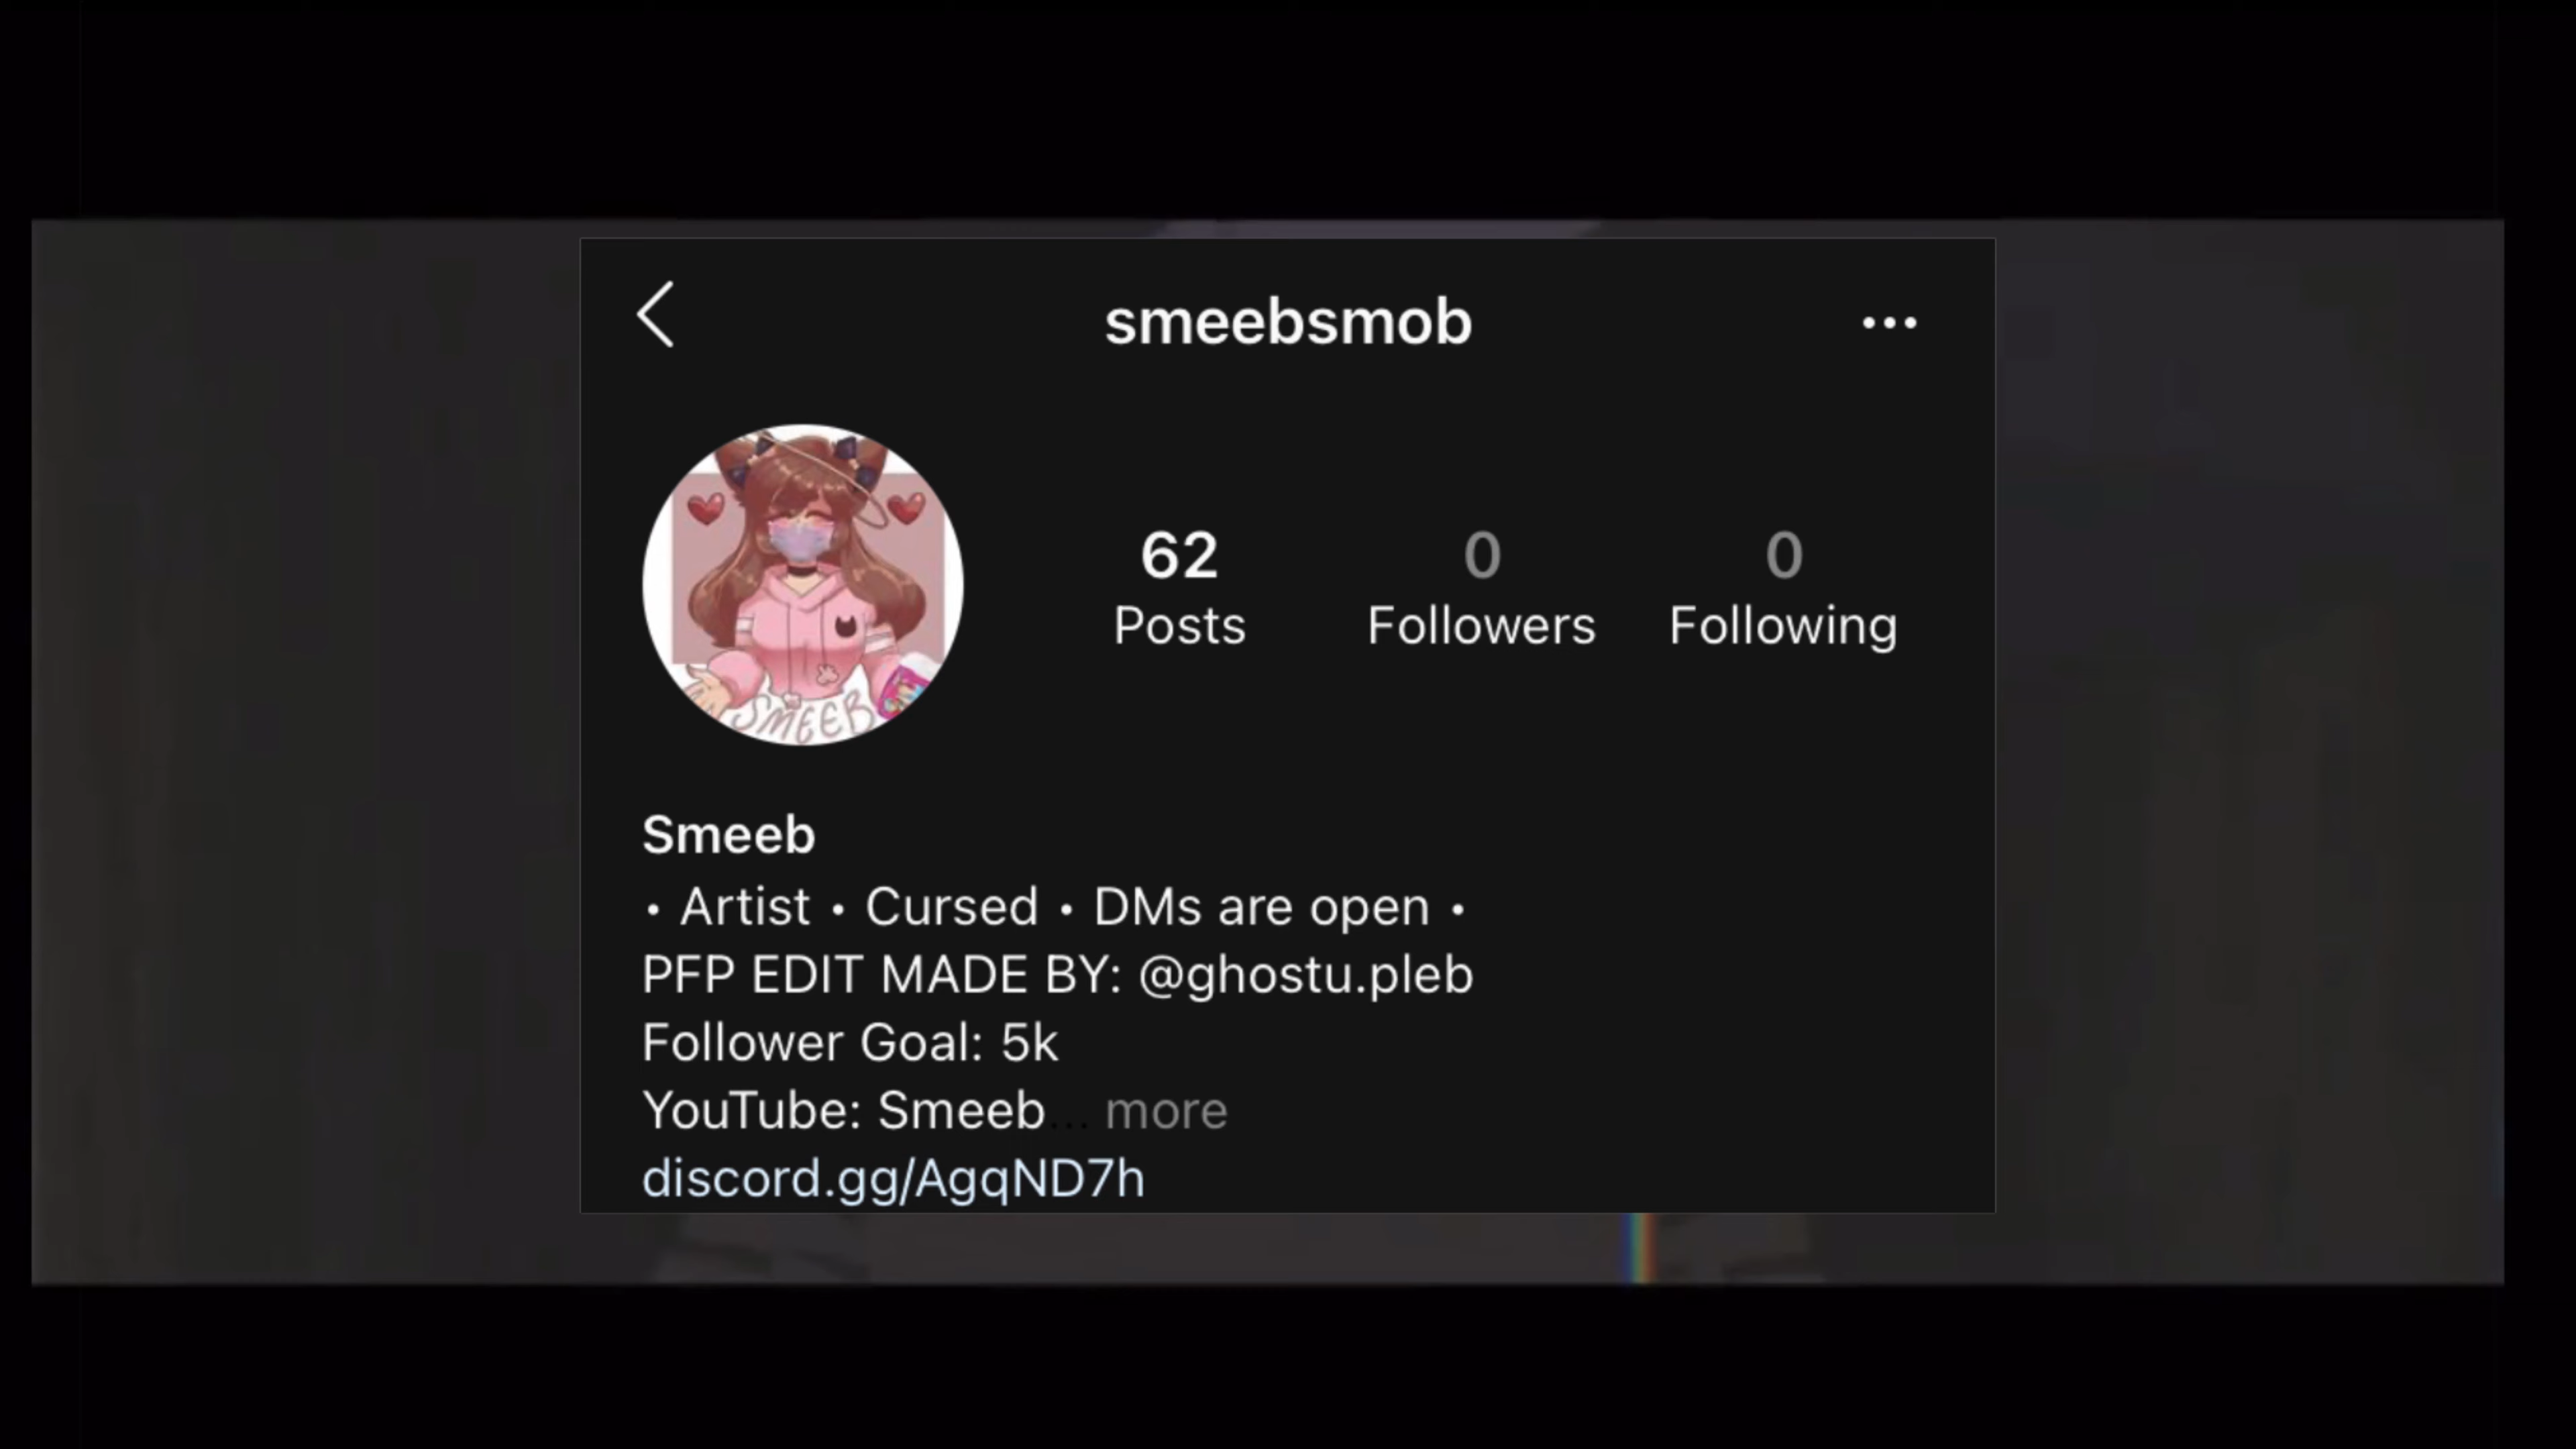 smeebsmob
...
62
Posts
0
Followers
0
Following
SMEEB
Smeeb
• Artist • Cursed • DMs are open •
PFP EDIT MADE BY: @ghostu.pleb
Follower Goal: 5k
YouTube: Smeeb... more
discord.gg/AgqND7h